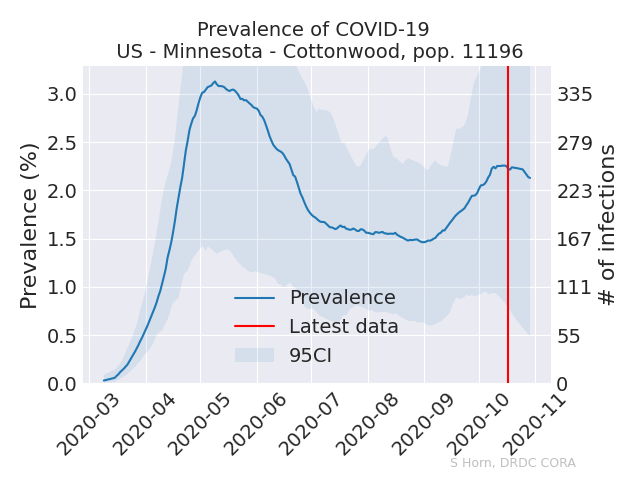 Prevalence of COVID-19
US - Minnesota - Cottonwood, pop. 11196
Prevalence (%)
3.0
2.5
2.0
1.5
1.0
0.5
0.0
335
279
223
167
111
55
0
# of infections
Prevalence
Latest data
95CI
2020-03
2020-04
2020-05
2020-06
2020-07
2020-08
2020-09
2020-10
2020-11
S Horn, DRDC CORA